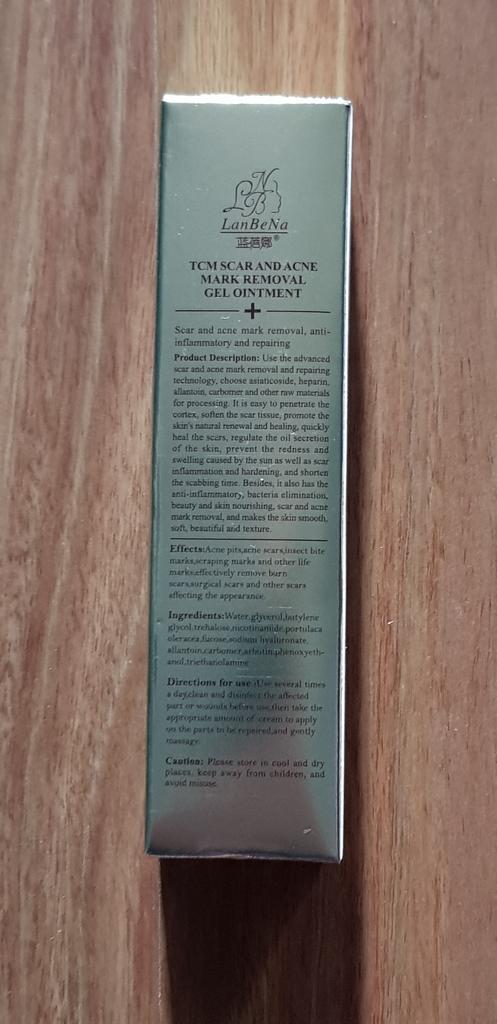 LNB
LanBeNa
蓝蓓娜®
TCM SCAR AND ACNE
MARK REMOVAL
GEL OINTMENT
Scar and acne mark removal, anti-
inflammatory and repairing
Product Description: Use the advanced
scar and acne mark removal and repairing
technology, choose asiaticoside, heparin,
allantoin, carbomer and other raw materials
for processing. It is easy to penetrate the
cortex, soften the scar tissue, promote the
skin's natural renewal and healing, quickly
heal the scars, regulate the oil secretion
of the skin, prevent the redness and
swelling caused by the sun as well as scar
inflammation and hardening, and shorten
the scabbing time. Besides, it also has the
anti-inflammatory, bacteria elimination,
beauty and skin nourishing, scar and acne
mark removal, and makes the skin smooth,
soft, beautiful and texture.
Effects:Acne pits,acne scars,insect bite
marks,scraping marks and other life
marks,effectively remove burn
scars,surgical scars and other scars
affecting the appearance.
Ingredients:Water,glycerol,butylene
glycol,trehalose,nicotinamide,portulaca
oleracea,fucose,sodium hyaluronate,
allantoin,carbomer,arbutin,phenoxyeth-
anol,triethanolamine
Directions for use :Use several times
a day,clean and disinfect the affected
part or wounds before use,then take the
appropriate amount of cream to apply
on the parts to be repaired,and gently
massage.
Caution: Please store in cool and dry
places, keep away from children, and
avoid misuse.